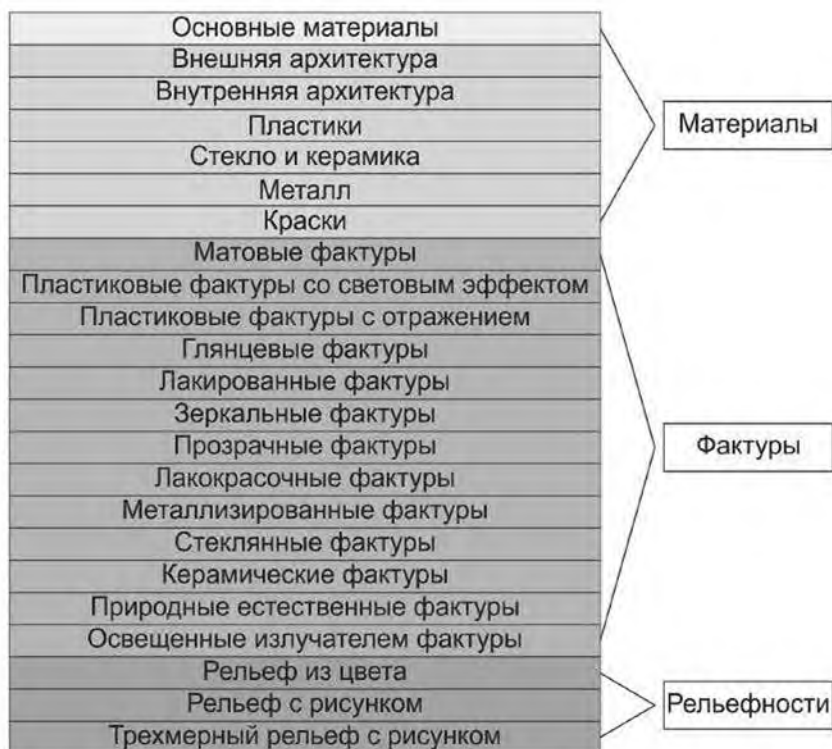 Основные материалы
Внешняя архитектура
Внутренняя архитектура
Пластики
Стекло и керамика
Металл
Краски
Матовые фактуры
Пластиковые фактуры со световым эффектом
Пластиковые фактуры с отражением
Глянцевые фактуры
Лакированные фактуры
Зеркальные фактуры
Прозрачные фактуры
Лакокрасочные фактуры
Металлизированные фактуры
Стеклянные фактуры
Керамические фактуры
Природные естественные фактуры
Освещенные излучателем фактуры
Рельеф из цвета
Рельеф с рисунком
Трехмерный рельеф с рисунком
Материалы
Фактуры
Рельефности